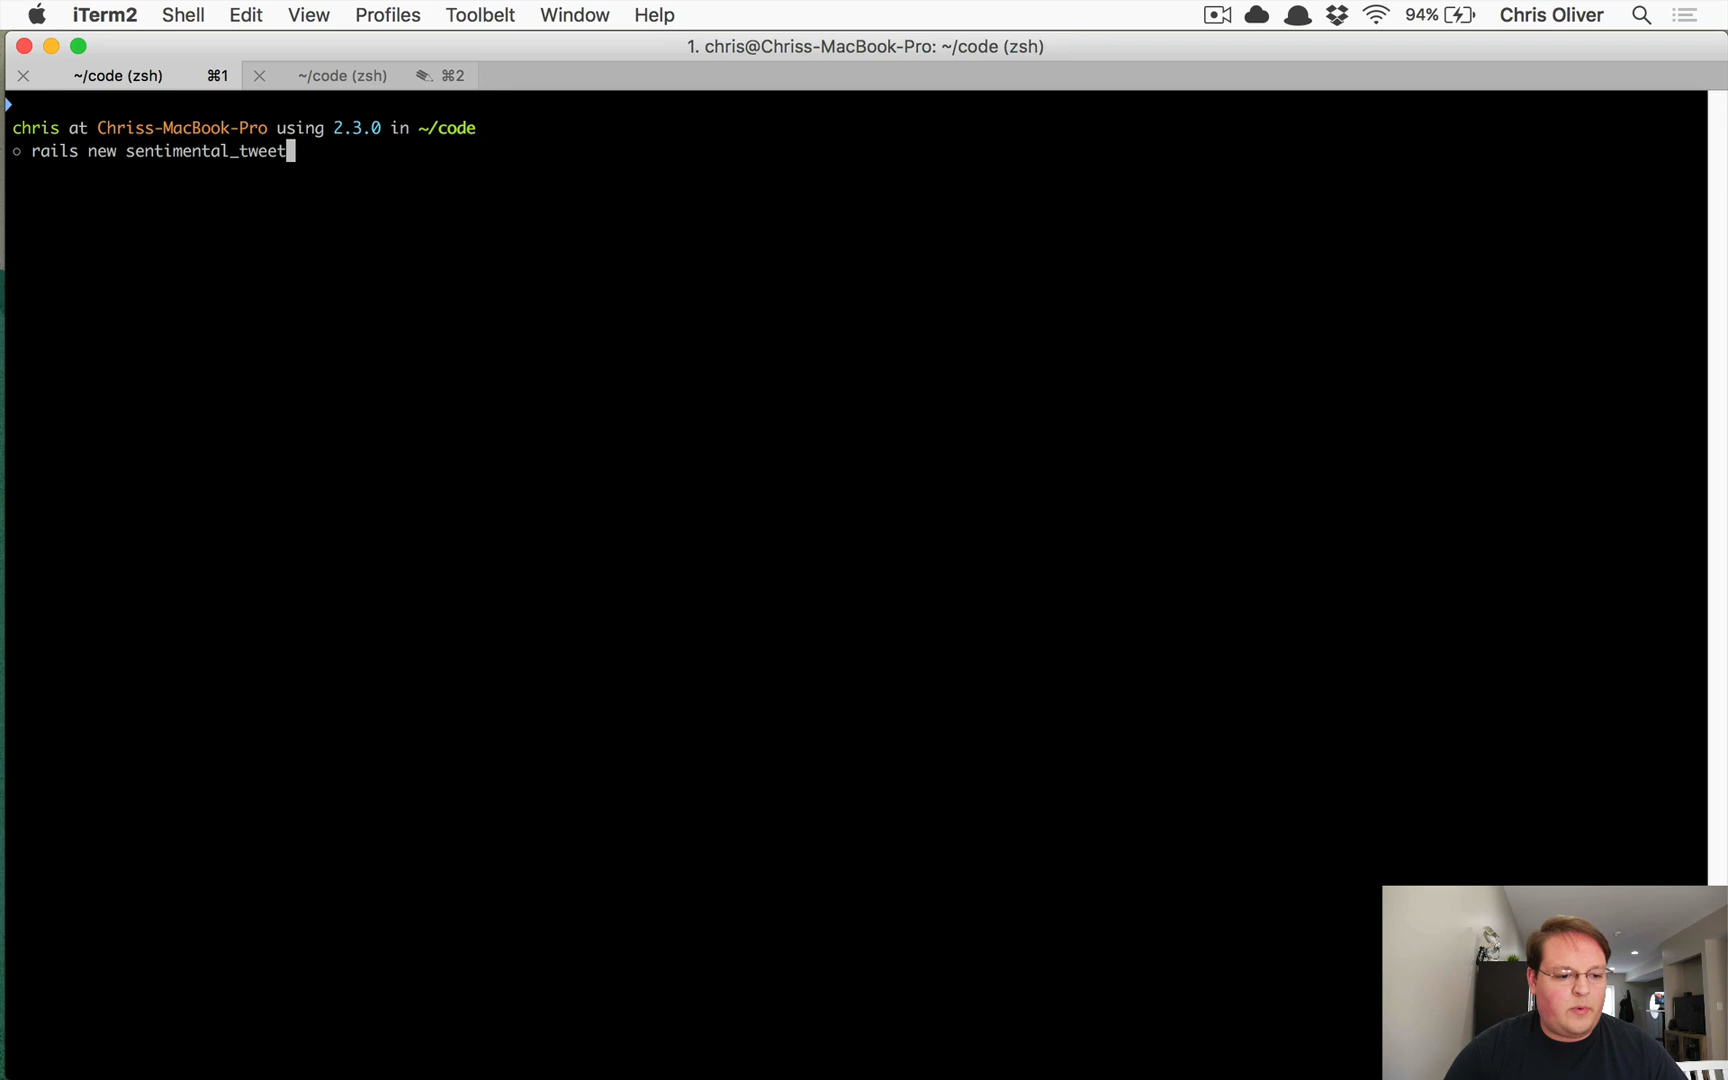 iTerm2 Shell Edit View Profiles Toolbelt Window Help 94% Chris Oliver
1. chris@Chriss-MacBook-Pro: ~/code (zsh)
~/code (zsh) ⌘1 ~/code (zsh) ⌘2
chris at Chriss-MacBook-Pro using 2.3.0 in ~/code
○ rails new sentimental_tweet